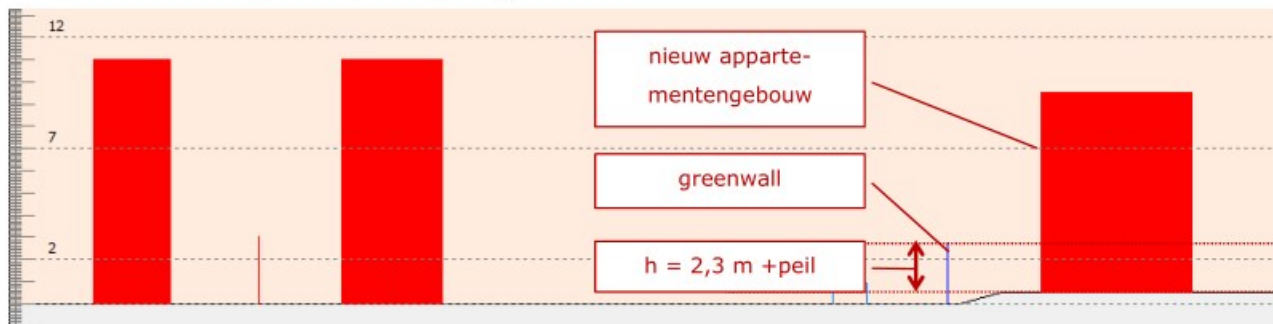 12
nieuw apparte-
mentengebouw
7
greenwall
2
h = 2,3 m +peil